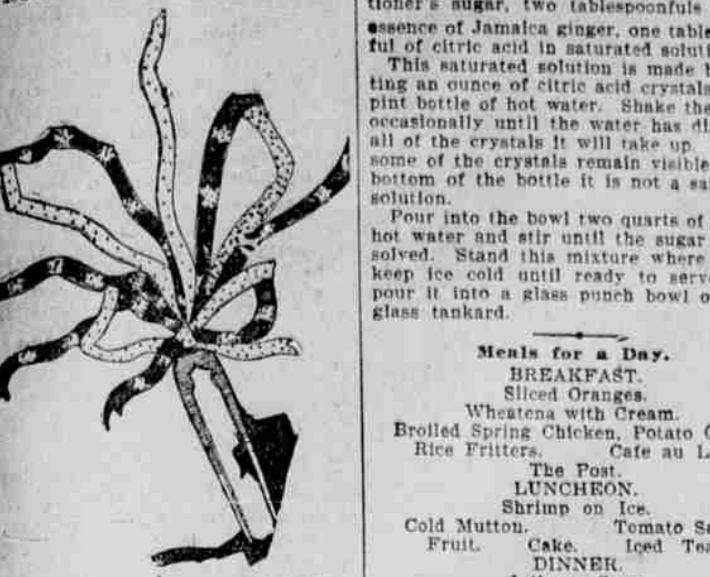 tioner's sugar, two tablespoonfuls
essence of Jamaica ginger, one table
ful of citric acid in saturated soluti
This saturated solution is made b
ting an ounce of citric acid crystals
pint bottle of hot water. Shake the
occasionally until the water has di
all of the crystals it will take up.
some of the crystals remain visible
bottom of the bottle it is not a sa
solution.
Pour into the bowl two quarts of
hot water and stir until the sugar
solved. Stand this mixture where
keep ice cold until ready to serve
pour it into a glass punch bowl o
glass tankard.
Meals for a Day.
BREAKFAST.
Sliced Oranges.
Wheatena with Cream.
Broiled Spring Chicken, Potato C
Rice Fritters. Cafe au L
The Post.
LUNCHEON.
Shrimp on Ice.
Cold Mutton. Tomato Sa
Fruit. Cake. Iced Tea
DINNER.